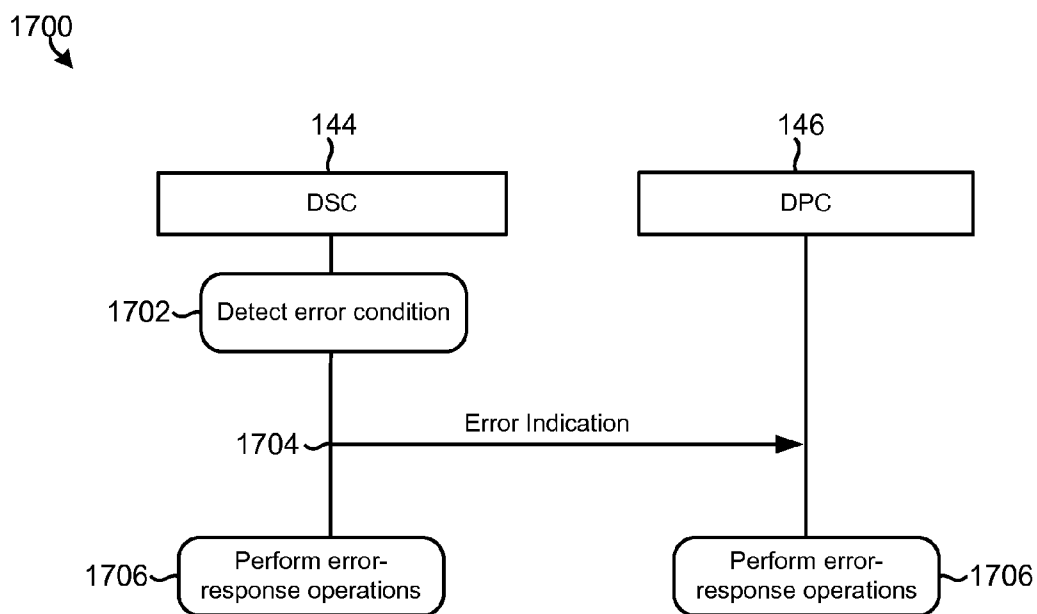 1700
144
146
DSC
DPC
1702
Detect error condition
Error Indication
1704
1706
Perform error-
response operations
Perform error-
response operations
1706